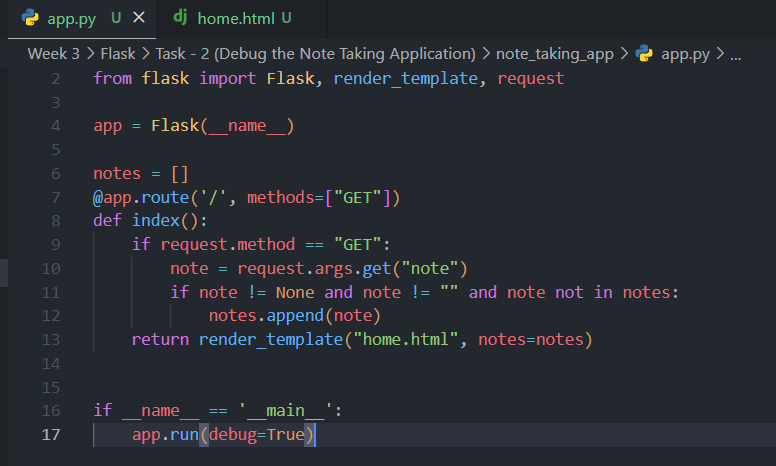 app.py U ×
dj home.html U
Week 3 > Flask > Task - 2 (Debug the Note Taking Application) > note_taking_app > app.py > ...
2 from flask import Flask, render_template, request
3
4 app = Flask(__name__)
5
6 notes = []
7 @app.route('/', methods=["GET"])
8 def index():
9     if request.method == "GET":
10         note = request.args.get("note")
11         if note != None and note != "" and note not in notes:
12             notes.append(note)
13     return render_template("home.html", notes=notes)
14
15
16 if __name__ == '__main__':
17     app.run(debug=True)